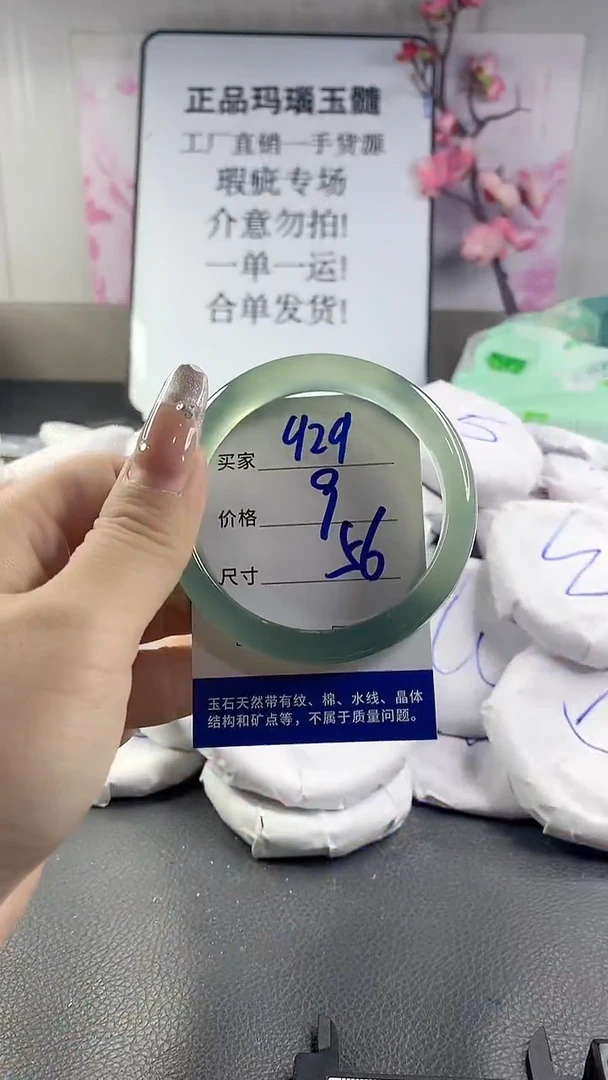 正品玛瑙玉髓
工厂直销一手货源
瑕疵专场
介意勿拍!
一单一运!
合单发货!
买家 429
价格 9
尺寸 56
玉石天然带有纹、棉、水线、晶体
结构和矿点等，不属于质量问题。